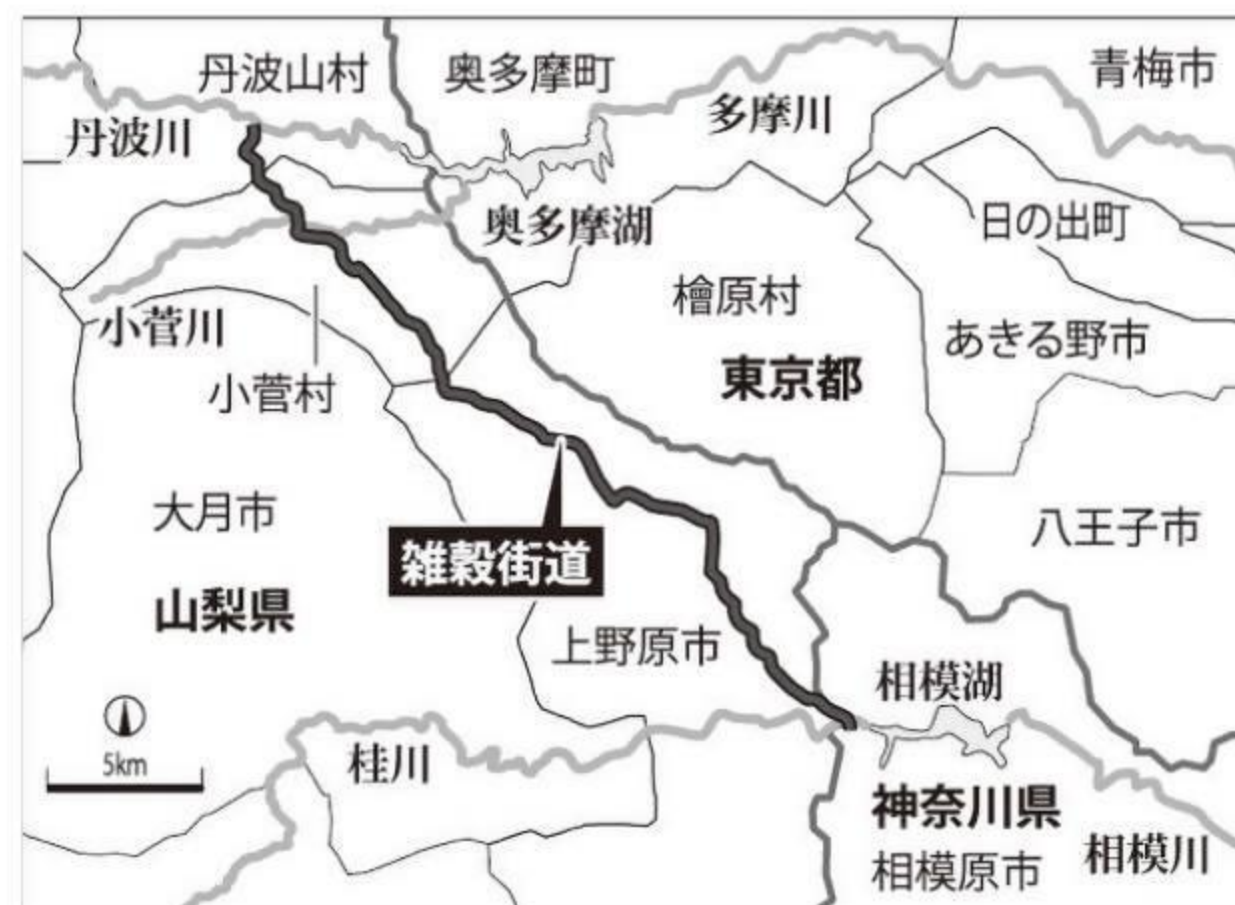 丹波山村
奥多摩町
青梅市
丹波川
多摩川
奥多摩湖
日の出町
小菅川
檜原村
あきる野市
小菅村
東京都
大月市
八王子市
雑穀街道
山梨県
上野原市
相模湖
5km
桂川
神奈川県
相模原市
相模川